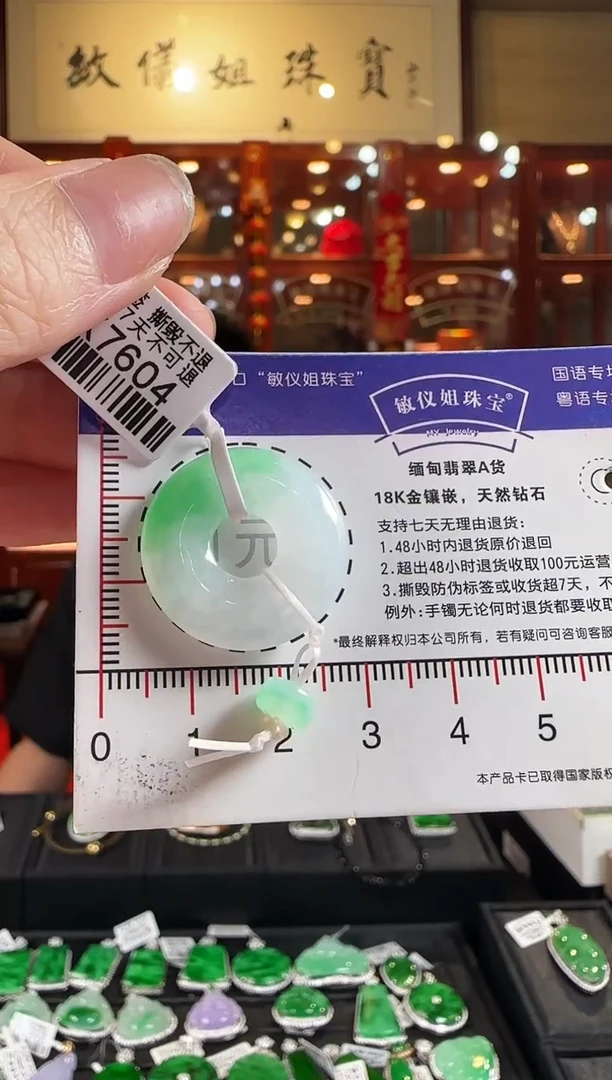 敏儀姐珠寶
撕毁不退
7天不可退
7604
“敏仪姐珠宝”
敏仪姐珠宝®
MY Jewelry
国语专场
粤语专场
缅甸翡翠A货
18K金镶嵌，天然钻石
支持七天无理由退货：
1.48小时内退货原价退回
2.超出48小时退货收取100元运营
3.撕毁防伪标签或收货超7天，不
例外：手镯无论何时退货都要收取
*最终解释权归本公司所有，若有疑问可咨询客服
元
0 1 2 3 4 5
本产品卡已取得国家版权